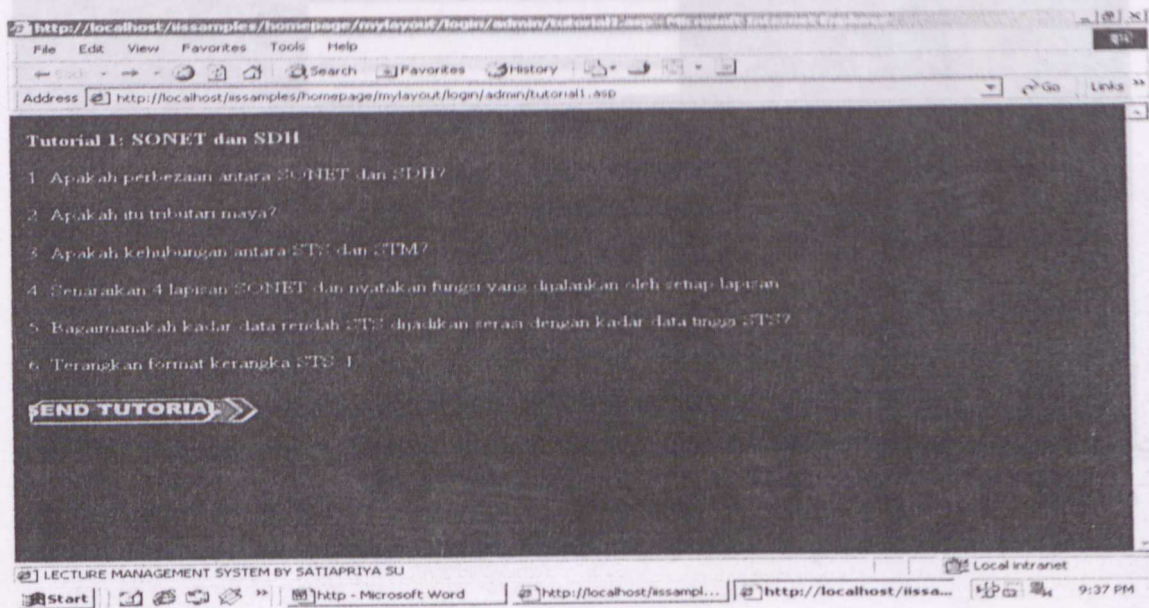 http://localhost/iissamples/homepage/mylayout/login/admin/tutorial1.asp
File Edit View Favorites Tools Help
Search Favorites History
Address http://localhost/iissamples/homepage/mylayout/login/admin/tutorial1.asp Go Links »
Tutorial 1: SONET dan SDH
1. Apakah perbezaan antara SONET dan SDH?
2. Apakah itu tributari maya?
3. Apakah kehubungan antara STS dan STM?
4. Senaraikan 4 lapisan SONET dan nyatakan fungsi yang dijalankan oleh setiap lapisan
5. Bagaimanakah kadar data rendah STS dijadikan serasi dengan kadar data tinggi STS?
6. Terangkan format kerangka STS-1
SEND TUTORIAL
LECTURE MANAGEMENT SYSTEM BY SATIAPRIYA SU Local intranet
Start » http - Microsoft Word http://localhost/iissampl... http://localhost/iissa... 9:37 PM